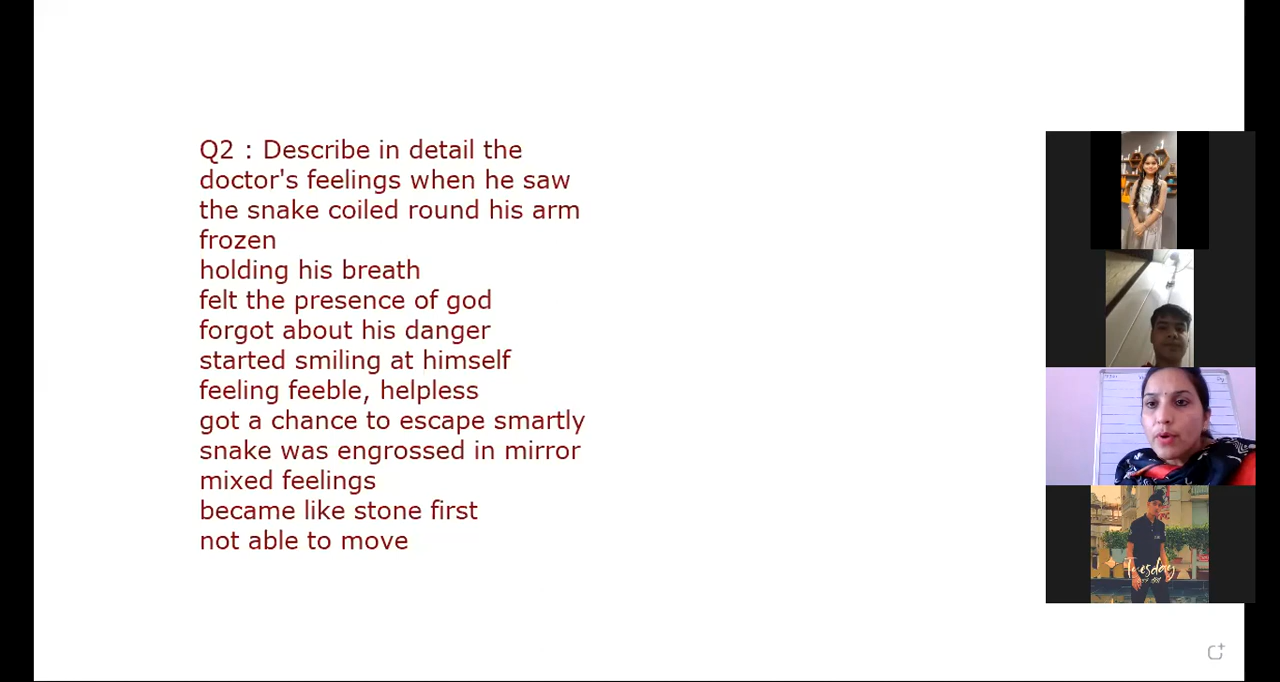 Q2 : Describe in detail the
doctor's feelings when he saw
the snake coiled round his arm
frozen
holding his breath
felt the presence of god
forgot about his danger
started smiling at himself
feeling feeble, helpless
got a chance to escape smartly
snake was engrossed in mirror
mixed feelings
became like stone first
not able to move
Tuesday